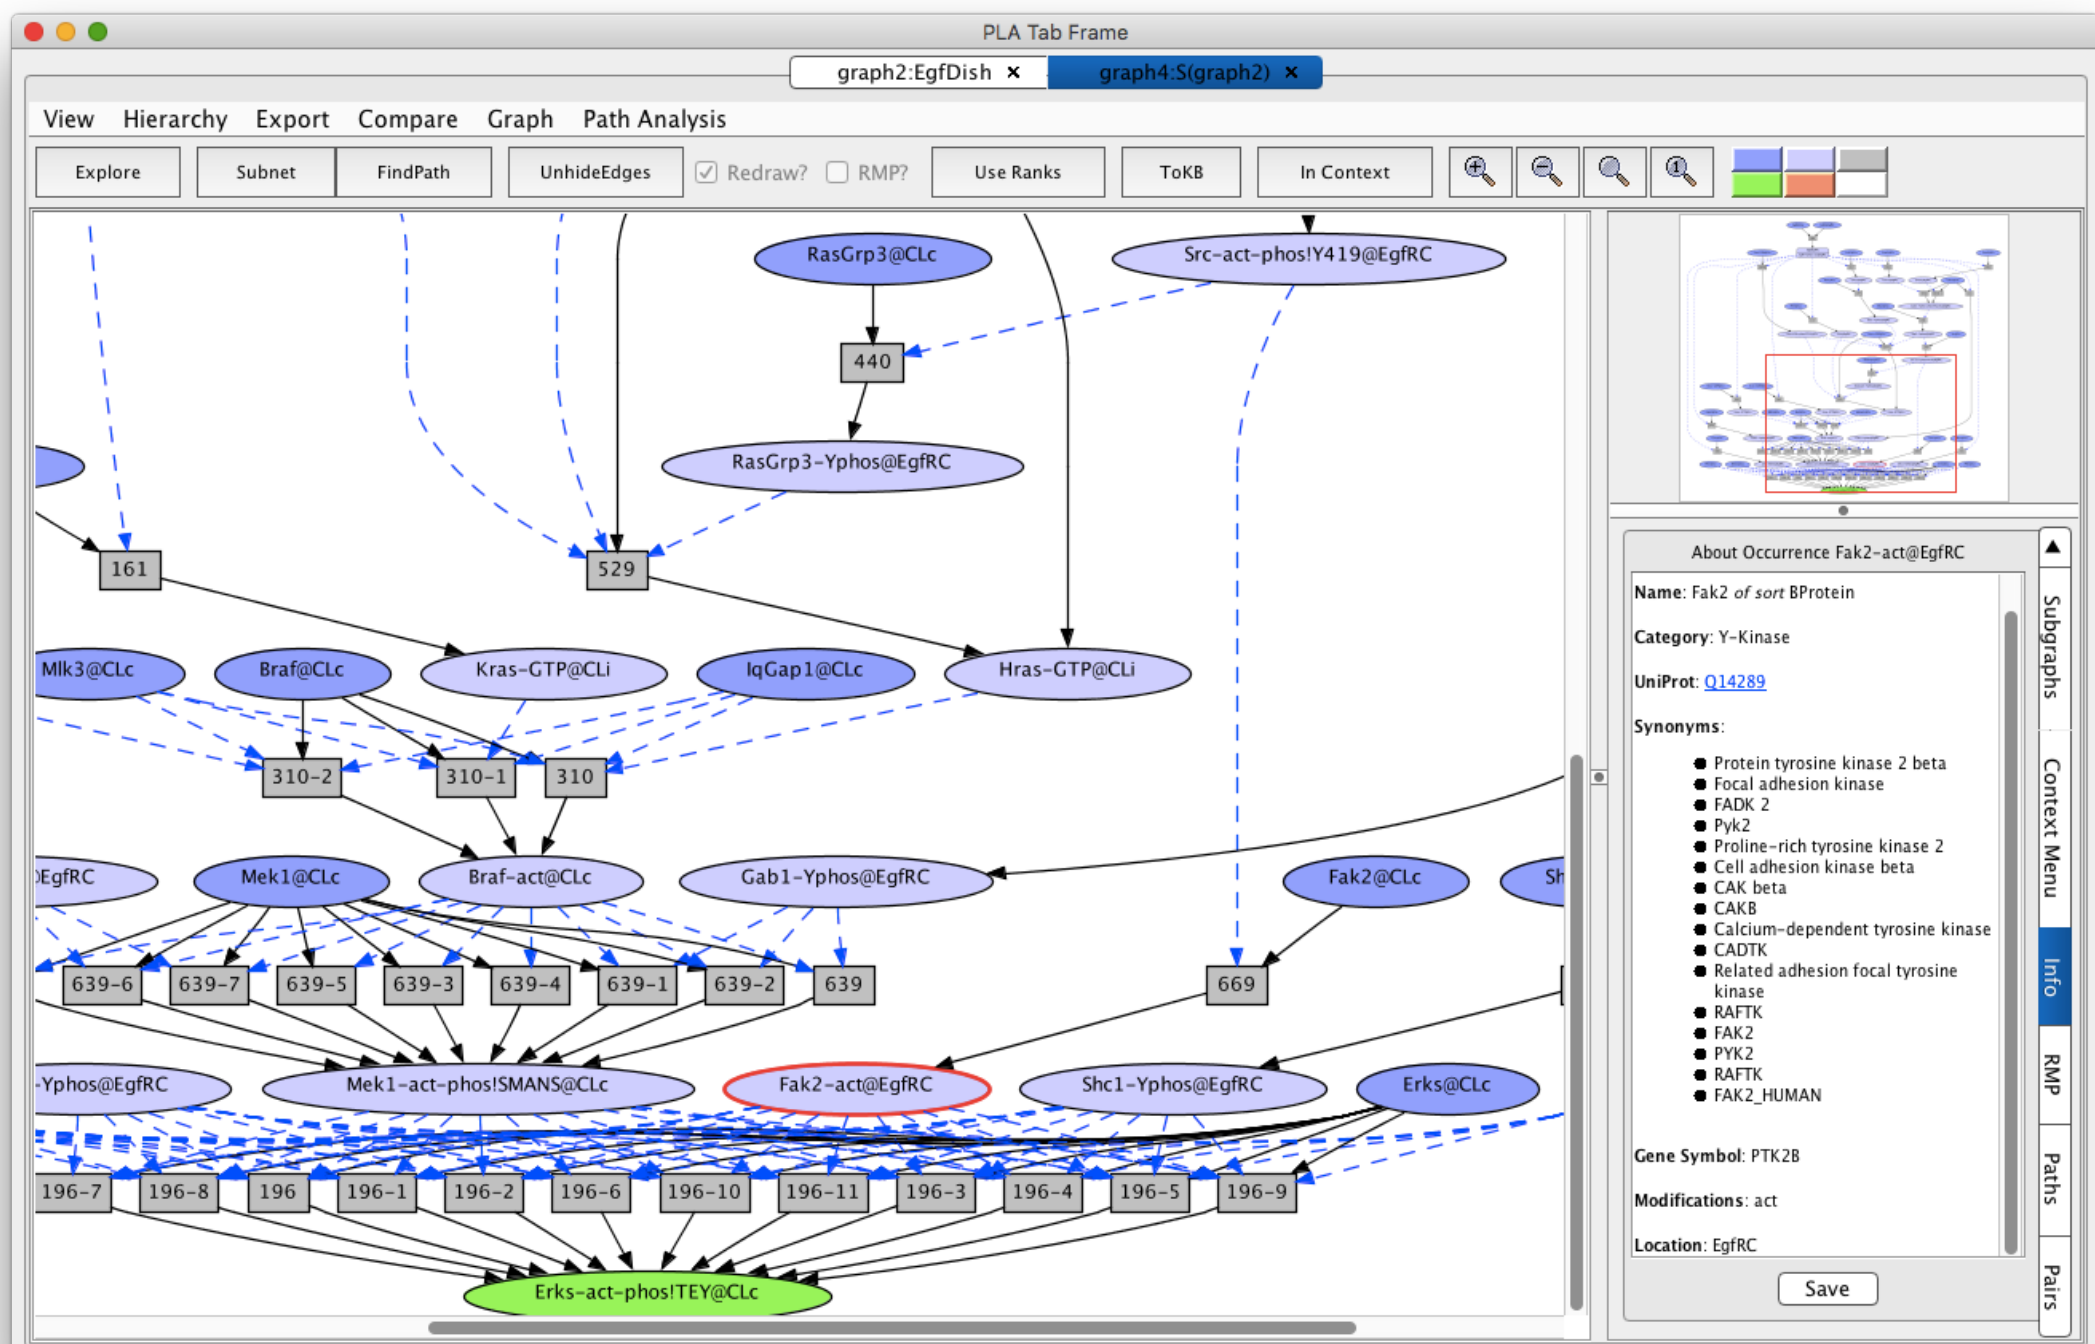 PLA Tab Frame
graph2:EgfDish ×
graph4:S(graph2) ×
View Hierarchy Export Compare Graph Path Analysis
Explore Subnet FindPath UnhideEdges Redraw? RMP? Use Ranks ToKB In Context 1
RasGrp3@CLc
Src-act-phos!Y419@EgfRC
440
RasGrp3-Yphos@EgfRC
161
529
Mlk3@CLc
Braf@CLc
Kras-GTP@CLi
IqGap1@CLc
Hras-GTP@CLi
310-2
310-1
310
EgfRC
Mek1@CLc
Braf-act@CLc
Gab1-Yphos@EgfRC
Fak2@CLc
Sh
639-6
639-7
639-5
639-3
639-4
639-1
639-2
639
669
-Yphos@EgfRC
Mek1-act-phos!SMANS@CLc
Fak2-act@EgfRC
Shc1-Yphos@EgfRC
Erks@CLc
196-7
196-8
196
196-1
196-2
196-6
196-10
196-11
196-3
196-4
196-5
196-9
Erks-act-phos!TEY@CLc
About Occurrence Fak2-act@EgfRC
Name: Fak2 of sort BProtein
Category: Y-Kinase
UniProt: Q14289
Synonyms:
Protein tyrosine kinase 2 beta
Focal adhesion kinase
FADK 2
Pyk2
Proline-rich tyrosine kinase 2
Cell adhesion kinase beta
CAK beta
CAKB
Calcium-dependent tyrosine kinase
CADTK
Related adhesion focal tyrosine
kinase
RAFTK
FAK2
PYK2
RAFTK
FAK2_HUMAN
Gene Symbol: PTK2B
Modifications: act
Location: EgfRC
Save
Subgraphs
Context Menu
Info
RMP
Paths
Pairs